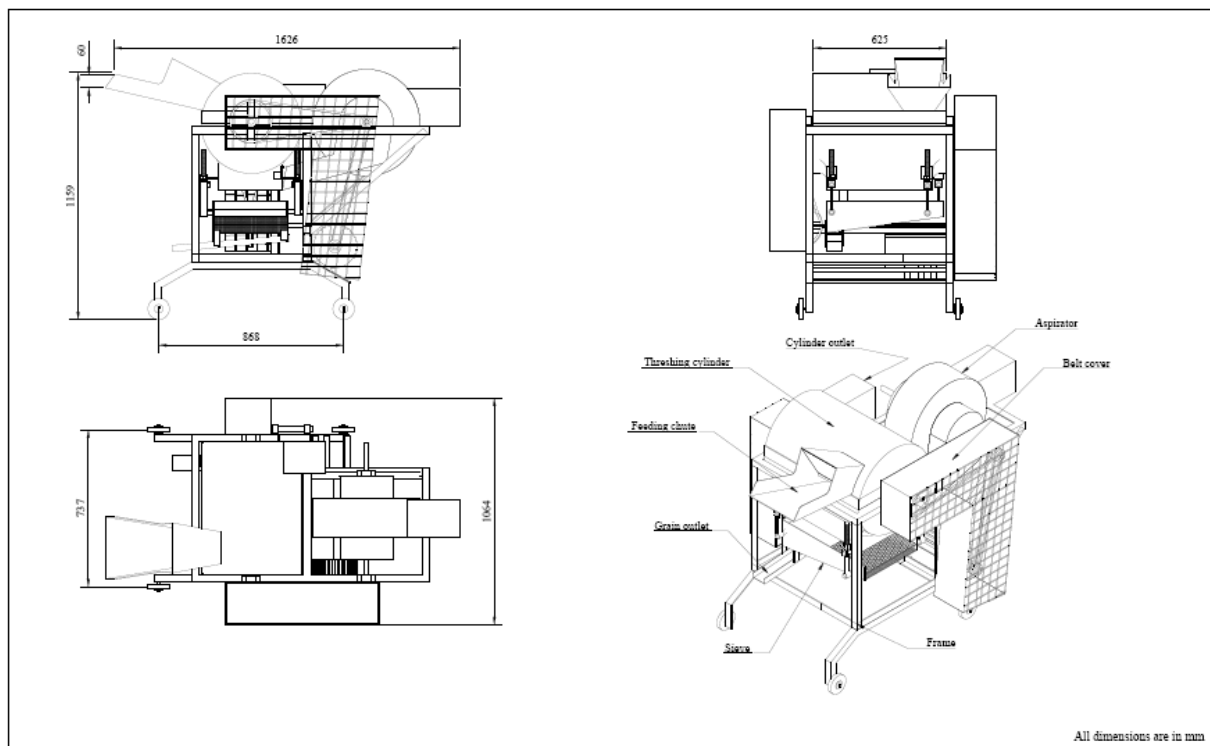 1626
60
1159
868
625
737
1064
Cylinder outlet
Aspirator
Threshing cylinder
Belt cover
Feeding chute
Grain outlet
Sieve
Frame
All dimensions are in mm